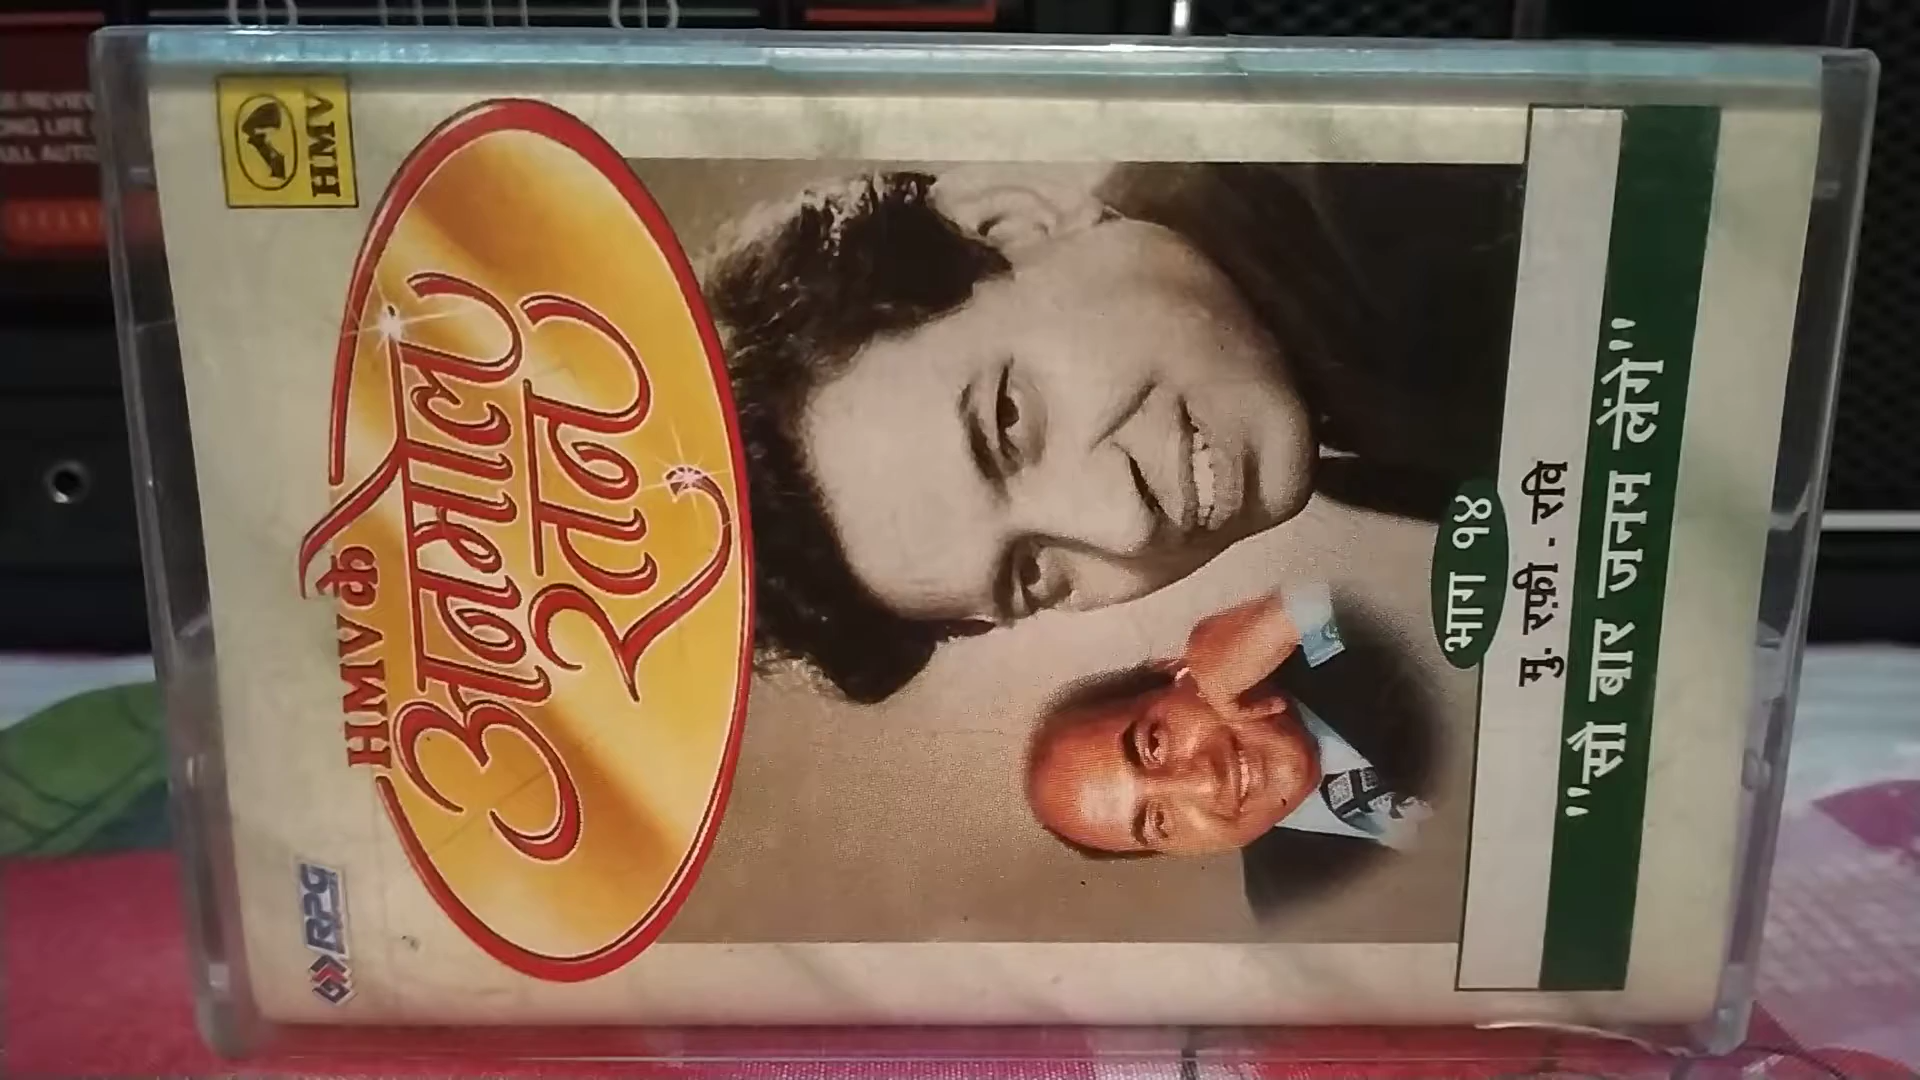 HMV
RPG
HMV के
अनमोल
रतन
भाग १४
मु. रफ़ी - रवि
"सौ बार जनम लेंगे"